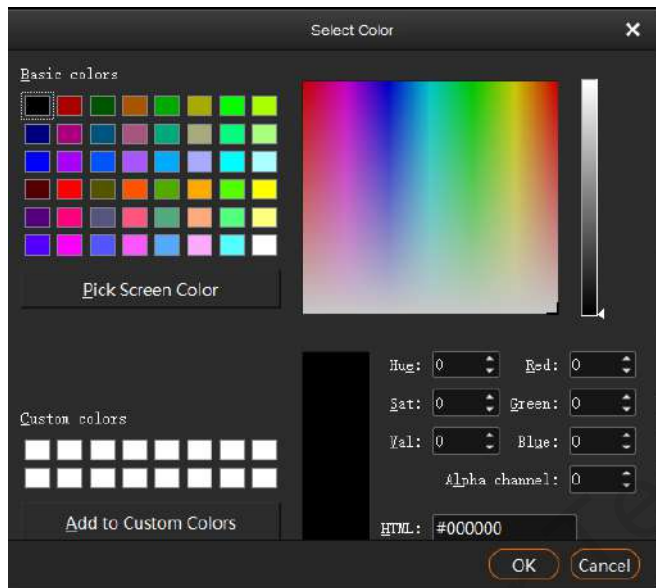 Select Color
Basic colors
Pick Screen Color
Custom colors
Add to Custom Colors
Hue: 0
Red: 0
Sat: 0
Green: 0
Val: 0
Blue: 0
Alpha channel: 0
HTML: #000000
OK
Cancel